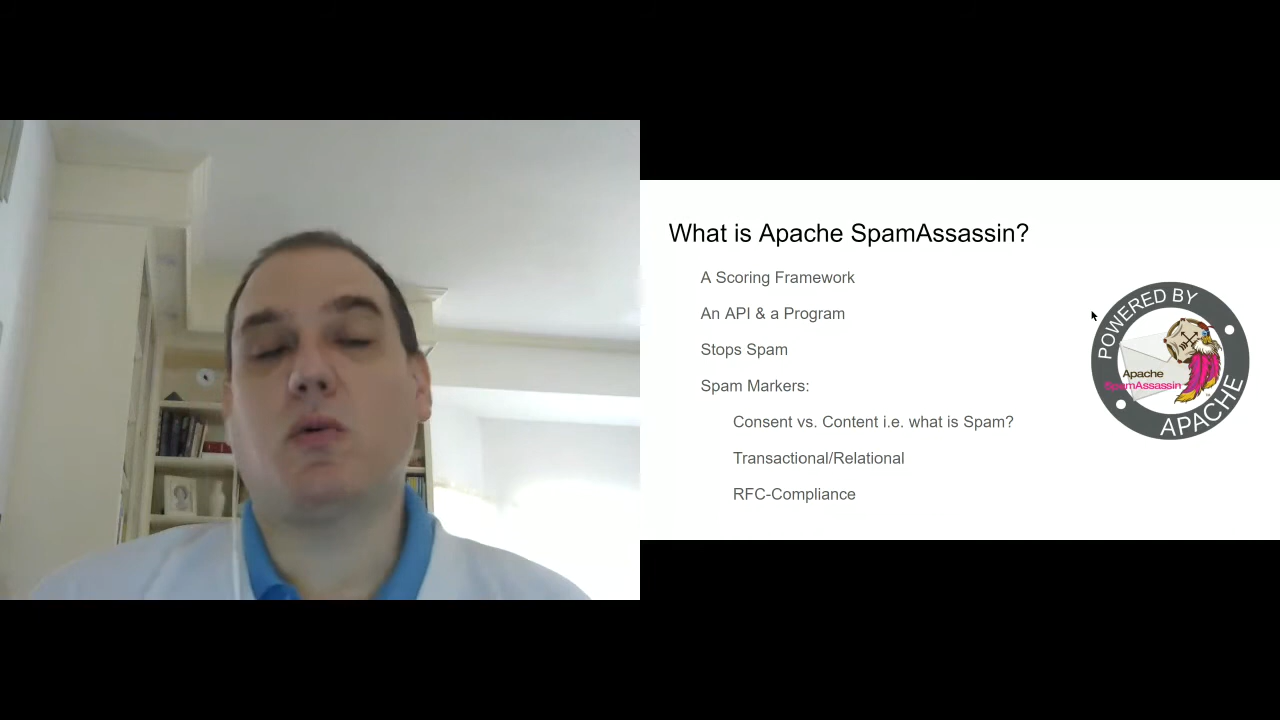 What is Apache SpamAssassin?
A Scoring Framework
An API & a Program
Stops Spam
Spam Markers:
Consent vs. Content i.e. what is Spam?
Transactional/Relational
RFC-Compliance
POWERED BY
Apache
SpamAssassin
APACHE